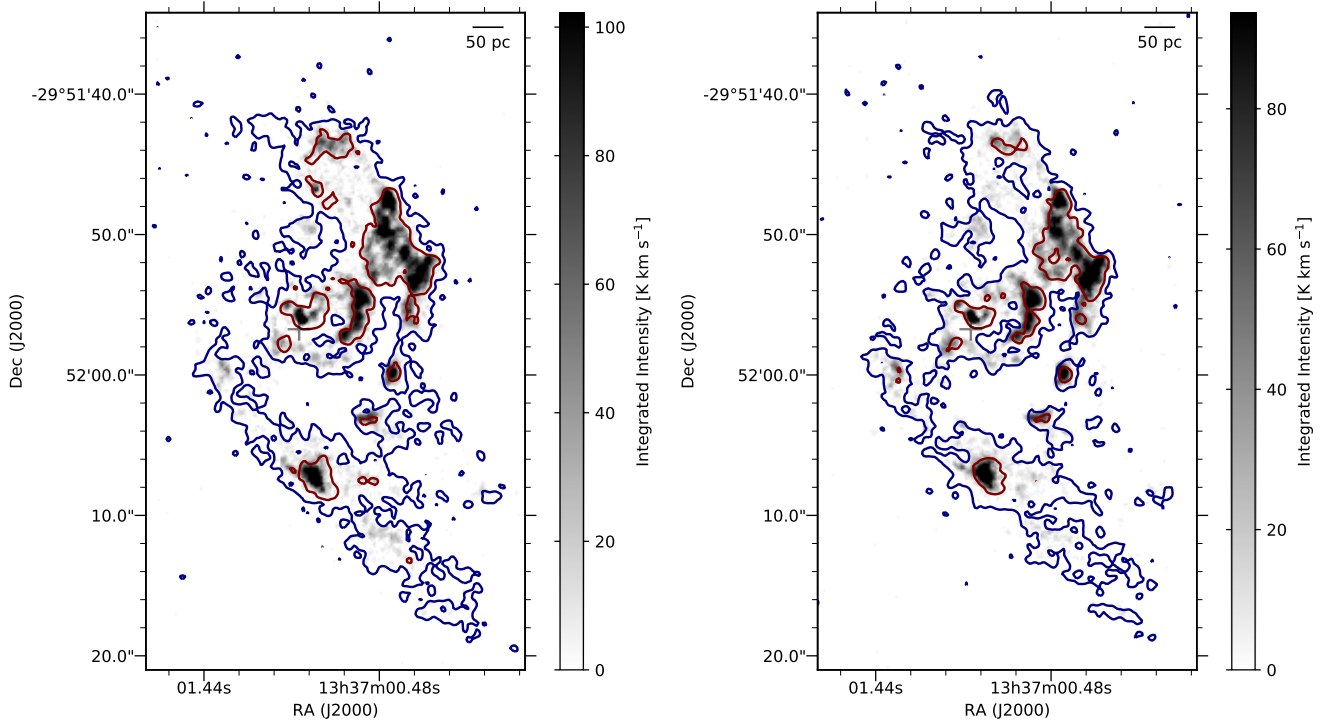 50 pc
-29°51'40.0"
50.0"
52'00.0"
10.0"
20.0"
Dec (J2000)
01.44s
13h37m00.48s
RA (J2000)
100
80
60
40
20
0
Integrated Intensity [K km s⁻¹]
50 pc
-29°51'40.0"
50.0"
52'00.0"
10.0"
20.0"
Dec (J2000)
01.44s
13h37m00.48s
RA (J2000)
80
60
40
20
0
Integrated Intensity [K km s⁻¹]